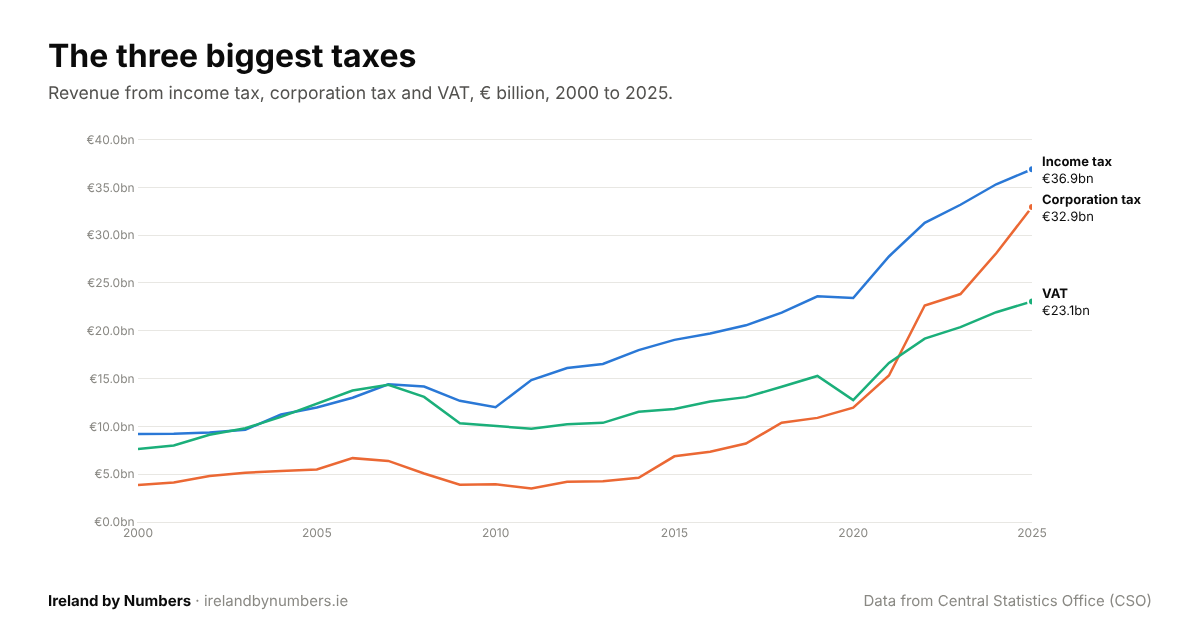 The three biggest taxes
Revenue from income tax, corporation tax and VAT, € billion, 2000 to 2025.
€40.0bn
€35.0bn
€30.0bn
€25.0bn
€20.0bn
€15.0bn
€10.0bn
€5.0bn
€0.0bn
2000 2005 2010 2015 2020 2025
Income tax
€36.9bn
Corporation tax
€32.9bn
VAT
€23.1bn
Ireland by Numbers · irelandbynumbers.ie
Data from Central Statistics Office (CSO)